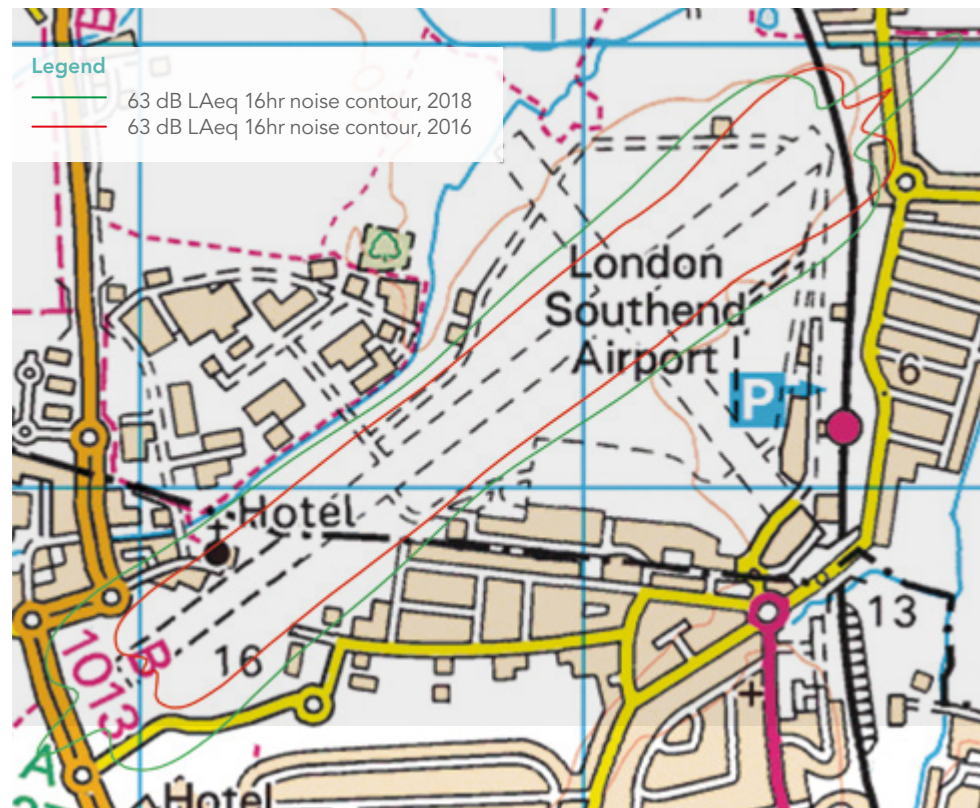 B
Legend
63 dB LAeq 16hr noise contour, 2018
63 dB LAeq 16hr noise contour, 2016
London
Southend
Airport
P
6
Hotel
16
13
B
1013
A
Hotel